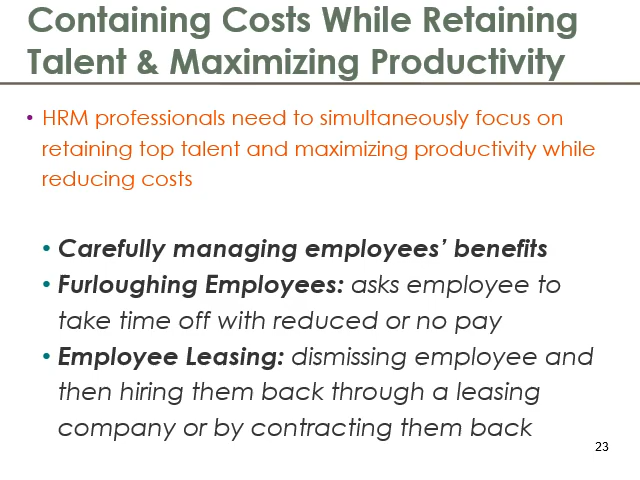 Containing Costs While Retaining
Talent & Maximizing Productivity
• HRM professionals need to simultaneously focus on
retaining top talent and maximizing productivity while
reducing costs
• Carefully managing employees’ benefits
• Furloughing Employees: asks employee to
take time off with reduced or no pay
• Employee Leasing: dismissing employee and
then hiring them back through a leasing
company or by contracting them back
23